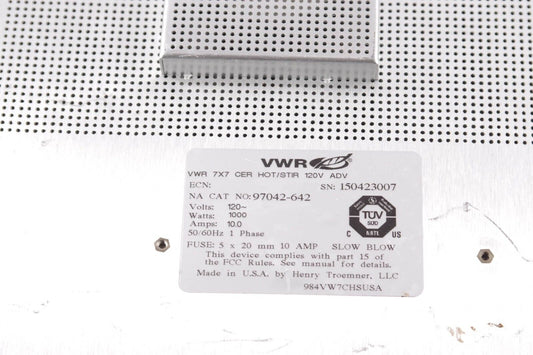 VWR
VWR 7X7 CER HOT/STIR 120V ADV
ECN: SN: 150423007
NA CAT NO: 97042-642
Volts: 120~
Watts: 1000
Amps: 10.0
50/60Hz 1 Phase
TÜV
SÜD
NRTL
C US
FUSE: 5 x 20 mm 10 AMP SLOW BLOW
This device complies with part 15 of
the FCC Rules. See manual for details.
Made in U.S.A. by Henry Troemner, LLC
984VW7CHSUSA